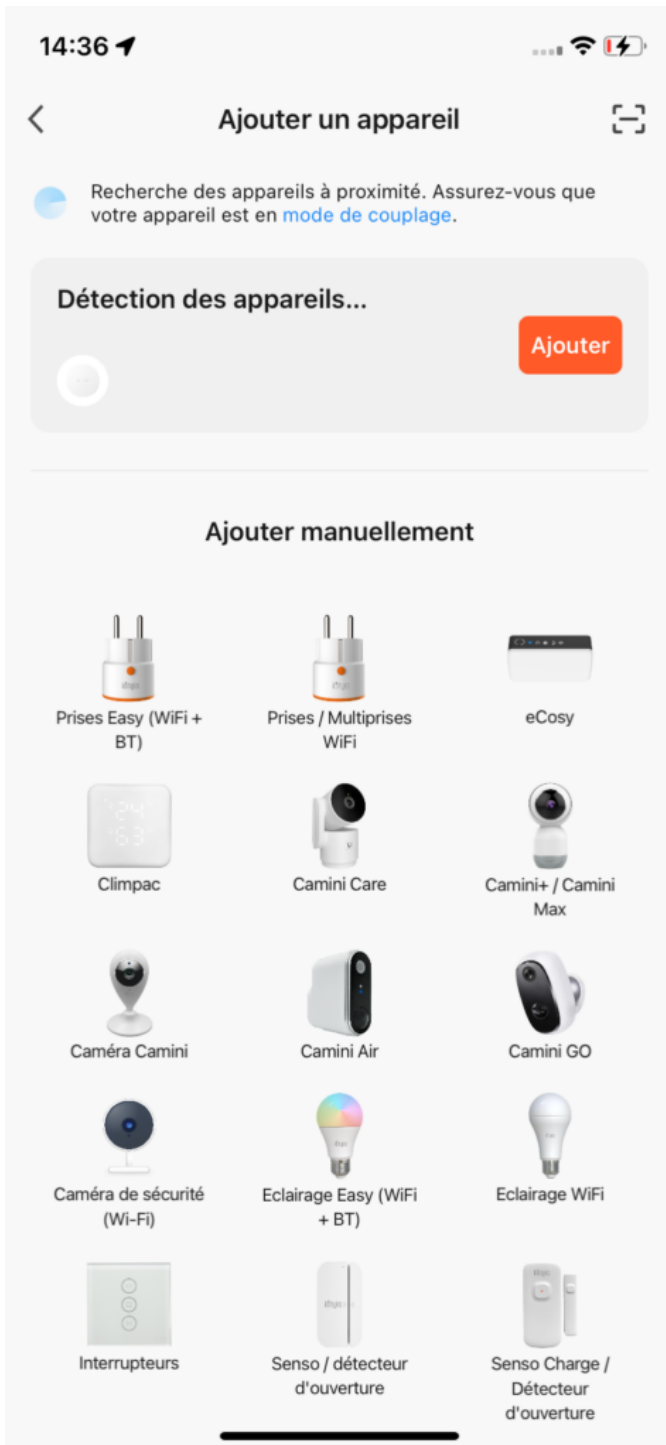 14:36
Ajouter un appareil
Recherche des appareils à proximité. Assurez-vous que
votre appareil est en mode de couplage.
Détection des appareils...
Ajouter
Ajouter manuellement
Prises Easy (WiFi +
BT)
Prises / Multiprises
WiFi
eCosy
Climpac
Camini Care
Camini+ / Camini
Max
Caméra Camini
Camini Air
Camini GO
Caméra de sécurité
(Wi-Fi)
Eclairage Easy (WiFi
+ BT)
Eclairage WiFi
Interrupteurs
Senso / détecteur
d'ouverture
Senso Charge /
Détecteur
d'ouverture